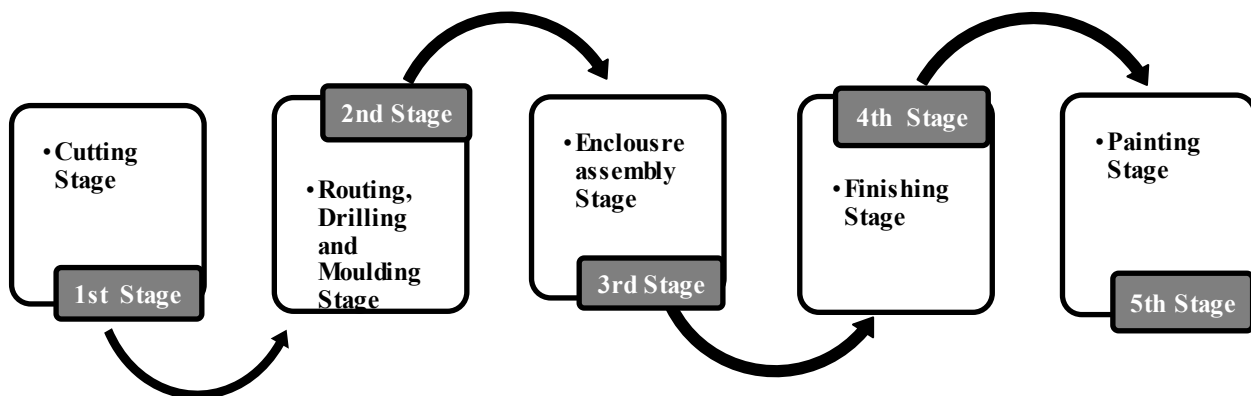 • Cutting
Stage
1st Stage
2nd Stage
• Routing,
Drilling
and
Moulding
Stage
• Enclousre
assembly
Stage
3rd Stage
4th Stage
• Finishing
Stage
• Painting
Stage
5th Stage